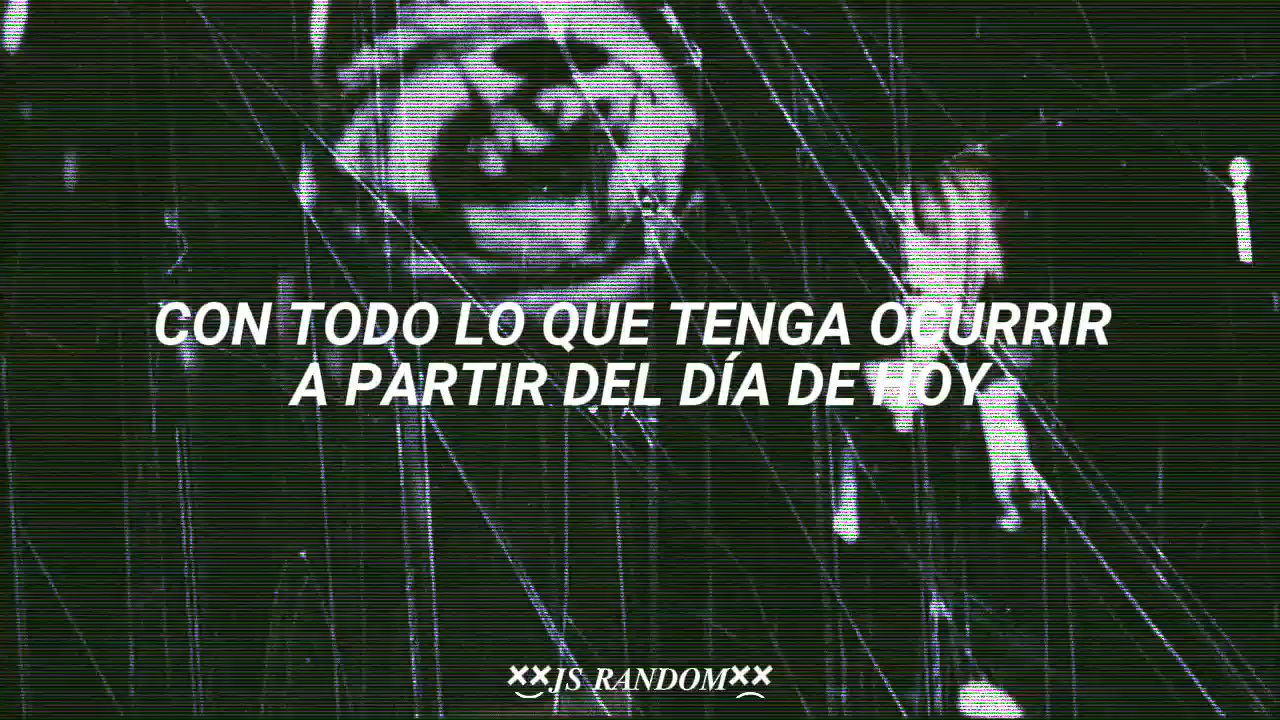 CON TODO LO QUE TENGA OCURRIR
A PARTIR DEL DÍA DE HOY
××JS RANDOM××